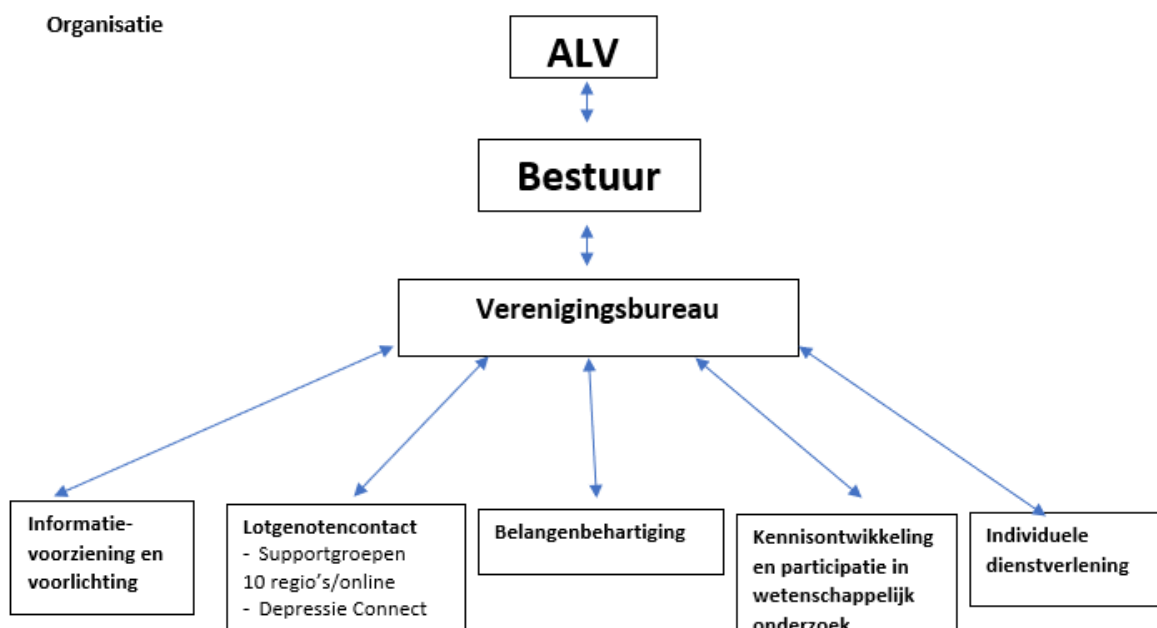 Organisatie
ALV
Bestuur
Verenigingsbureau
Informatie-
voorziening en
voorlichting
Lotgenotencontact
- Supportgroepen
10 regio's/online
- Depressie Connect
Belangenbehartiging
Kennisontwikkeling
en participatie in
wetenschappelijk
onderzoek
Individuele
dienstverlening